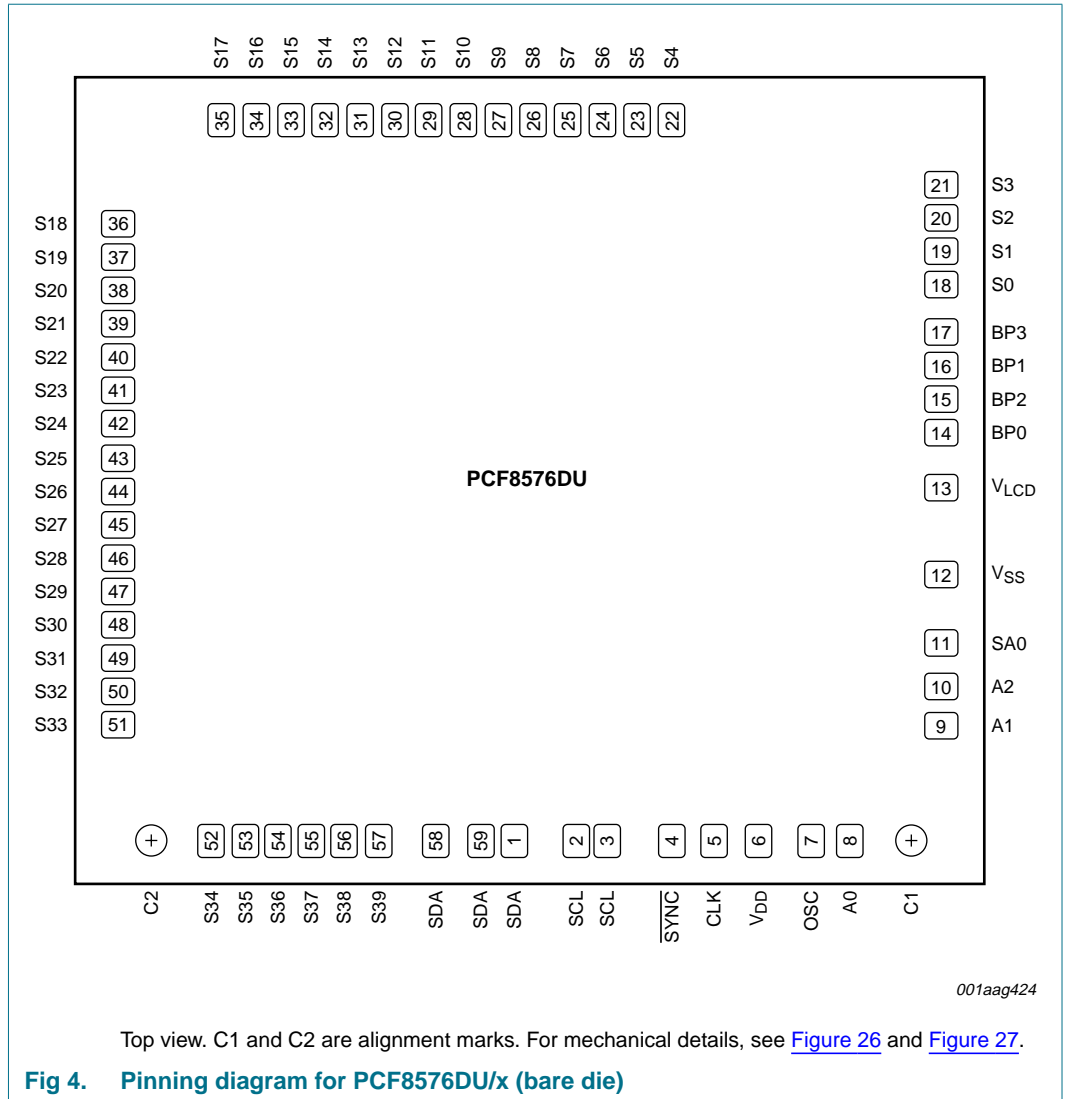 S17 S16 S15 S14 S13 S12 S11 S10 S9 S8 S7 S6 S5 S4
35 34 33 32 31 30 29 28 27 26 25 24 23 22
21 S3
S18 36 20 S2
S19 37 19 S1
S20 38 18 S0
S21 39 17 BP3
S22 40 16 BP1
S23 41 15 BP2
S24 42 14 BP0
S25 43
PCF8576DU
S26 44 13 VLCD
S27 45
S28 46 12 VSS
S29 47
S30 48 11 SA0
S31 49
S32 50 10 A2
S33 51 9 A1
52 53 54 55 56 57 58 59 1 2 3 4 5 6 7 8
C2 S34 S35 S36 S37 S38 S39 SDA SDA SDA SCL SCL SYNC CLK VDD OSC A0 C1
001aag424
Top view. C1 and C2 are alignment marks. For mechanical details, see Figure 26 and Figure 27.
Fig 4. Pinning diagram for PCF8576DU/x (bare die)